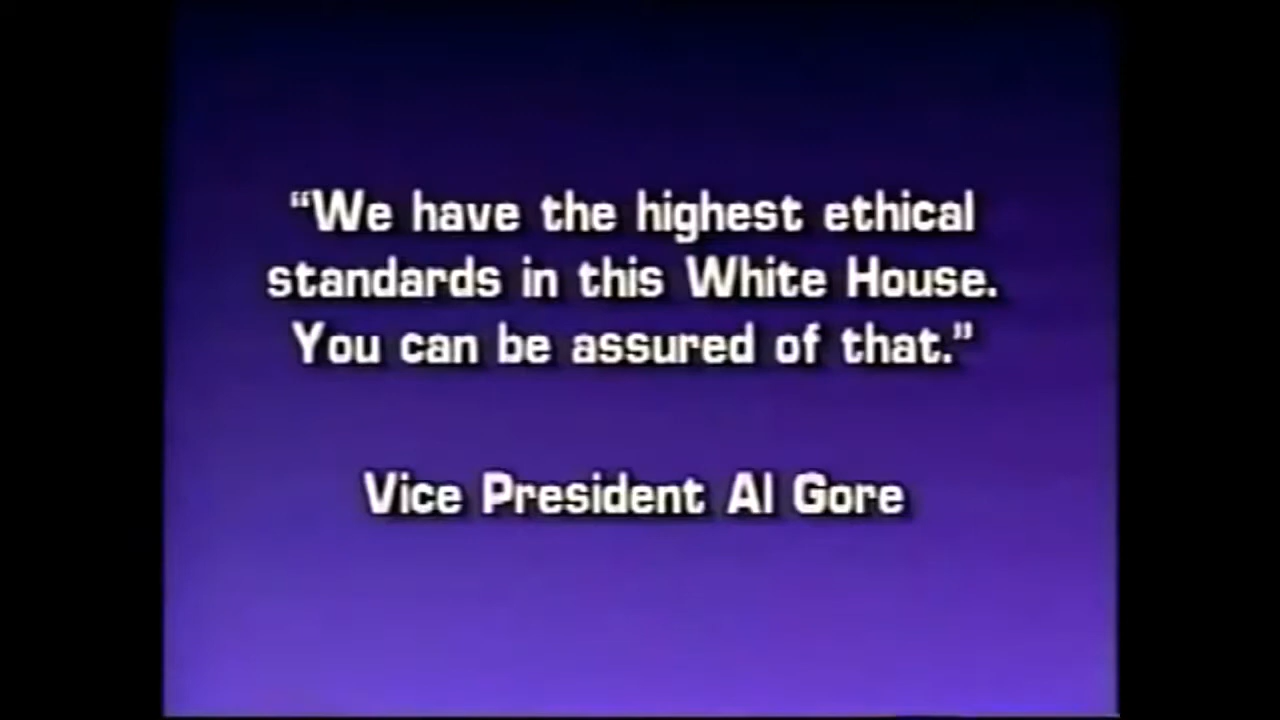 “We have the highest ethical
standards in this White House.
You can be assured of that.”
Vice President Al Gore